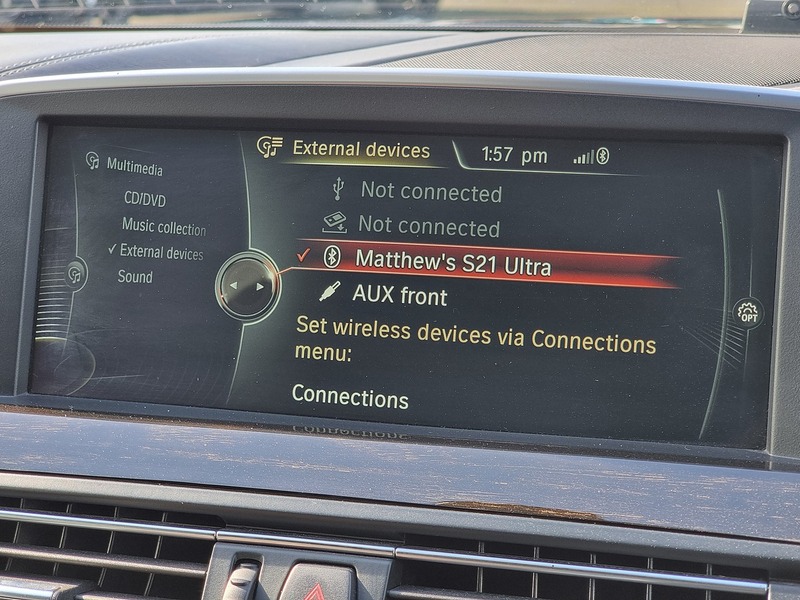 Multimedia
CD/DVD
Music collection
External devices
Sound
External devices
1:57 pm
Not connected
Not connected
Matthew's S21 Ultra
AUX front
Set wireless devices via Connections
menu:
Connections
OPT